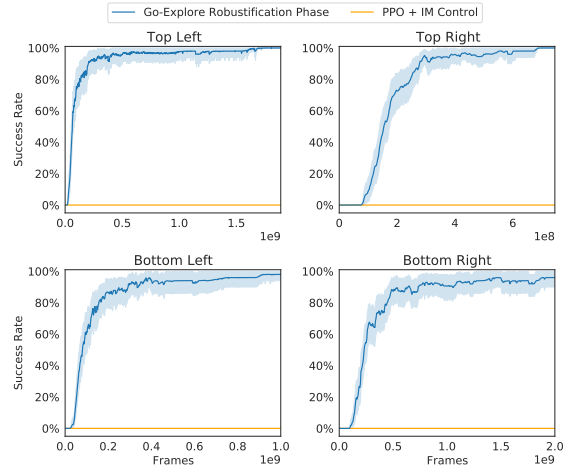 Go-Explore Robustification Phase PPO + IM Control
Top Left Top Right
100% 100%
80% 80%
60% 60%
40% 40%
20% 20%
0% 0%
Success Rate
0.0 0.5 1.0 1.5 0 2 4 6
1e9 1e8
Bottom Left Bottom Right
100% 100%
80% 80%
60% 60%
40% 40%
20% 20%
0% 0%
Success Rate
0.0 0.2 0.4 0.6 0.8 1.0 0.0 0.5 1.0 1.5 2.0
Frames 1e9 Frames 1e9